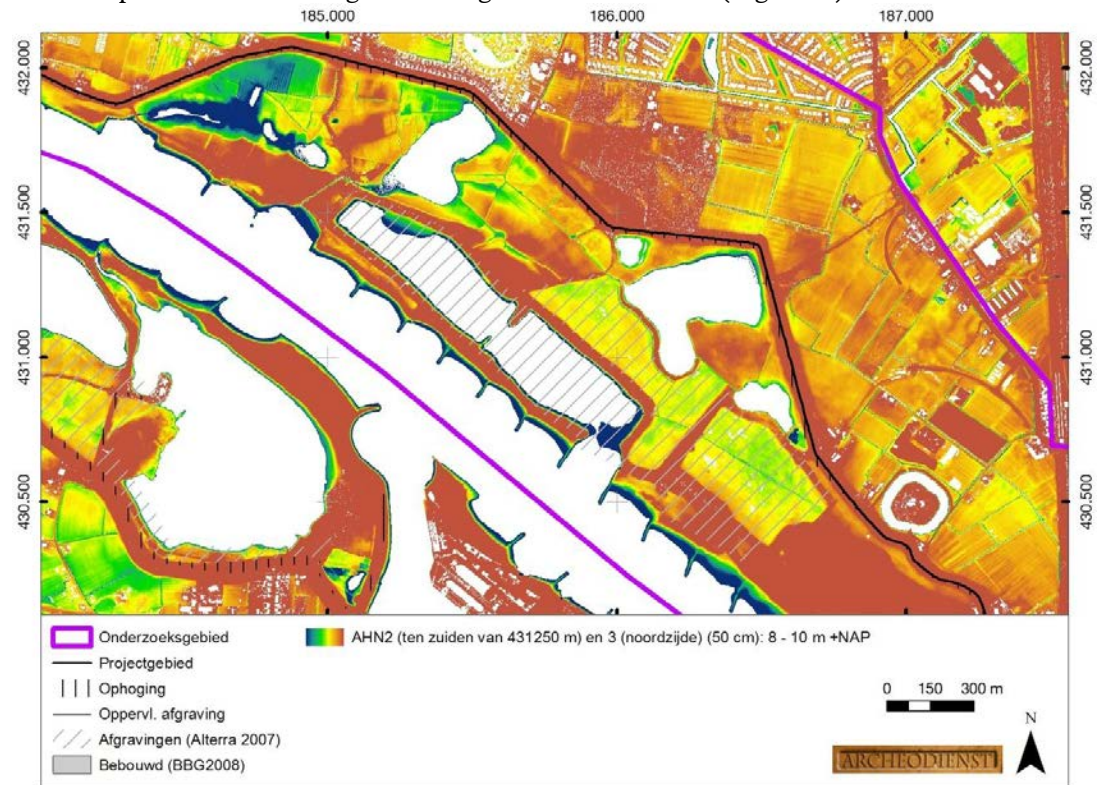 185.000 186.000 187.000
432.000 432.000
431.500 431.500
431.000 431.000
430.500 430.500
Onderzoeksgebied
AHN2 (ten zuiden van 431250 m) en 3 (noordzijde) (50 cm): 8 - 10 m +NAP
Projectgebied
Ophoging
Oppervl. afgraving
Afgravingen (Alterra 2007)
Bebouwd (BBG2008)
0 150 300 m
N
ARCHEODIENST